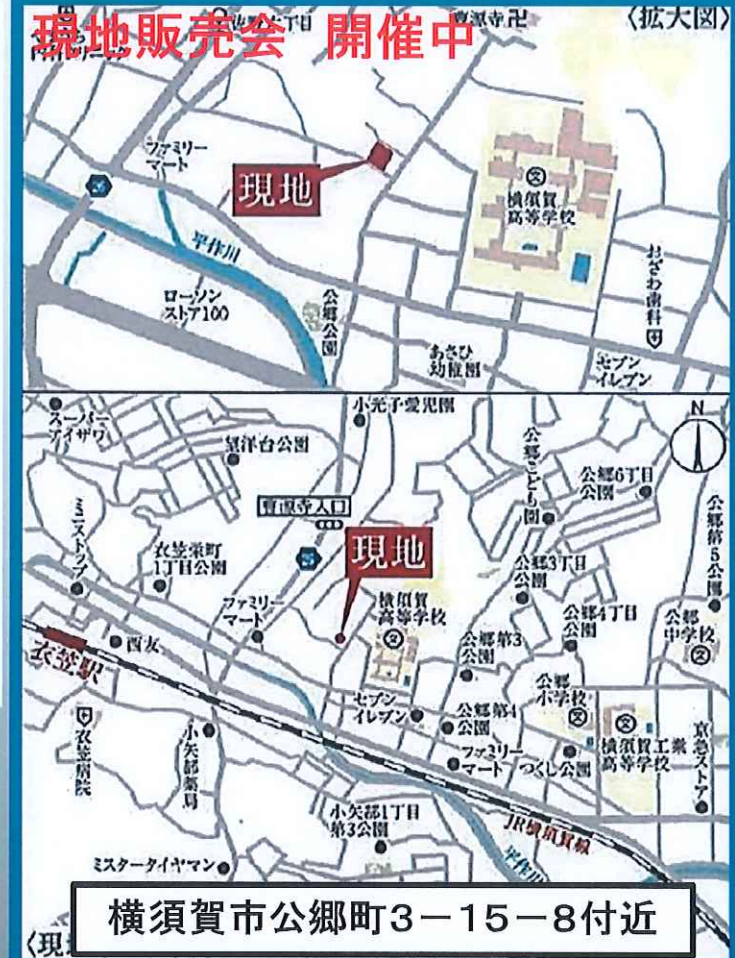 現地販売会 開催中
〈拡大図〉
ファミリー
マート
現地
26
横須賀
高等学校
平作川
ローソン
ストア100
公郷公園
おざわ歯科
あさひ
幼稚園
セブン
イレブン
小光子愛児園
N
スーパー
アイザワ
望洋台公園
公郷こども園
公郷6丁目
公園
公郷第5公園
ミニストップ
衣笠栄町
1丁目公園
26
現地
公郷3丁目
公園
ファミリー
マート
横須賀
高等学校
公郷4丁目
公園
公郷
中学校
西友
衣笠駅
公郷第3
公園
公郷
小学校
セブン
イレブン
公郷第4
公園
横須賀工業
高等学校
京急ストア
衣笠病院
小矢部薬局
ファミリー
マート
つくし公園
小矢部1丁目
第3公園
JR横須賀線
平作川
ミスタータイヤマン
横須賀市公郷町3－15－8付近
〈現